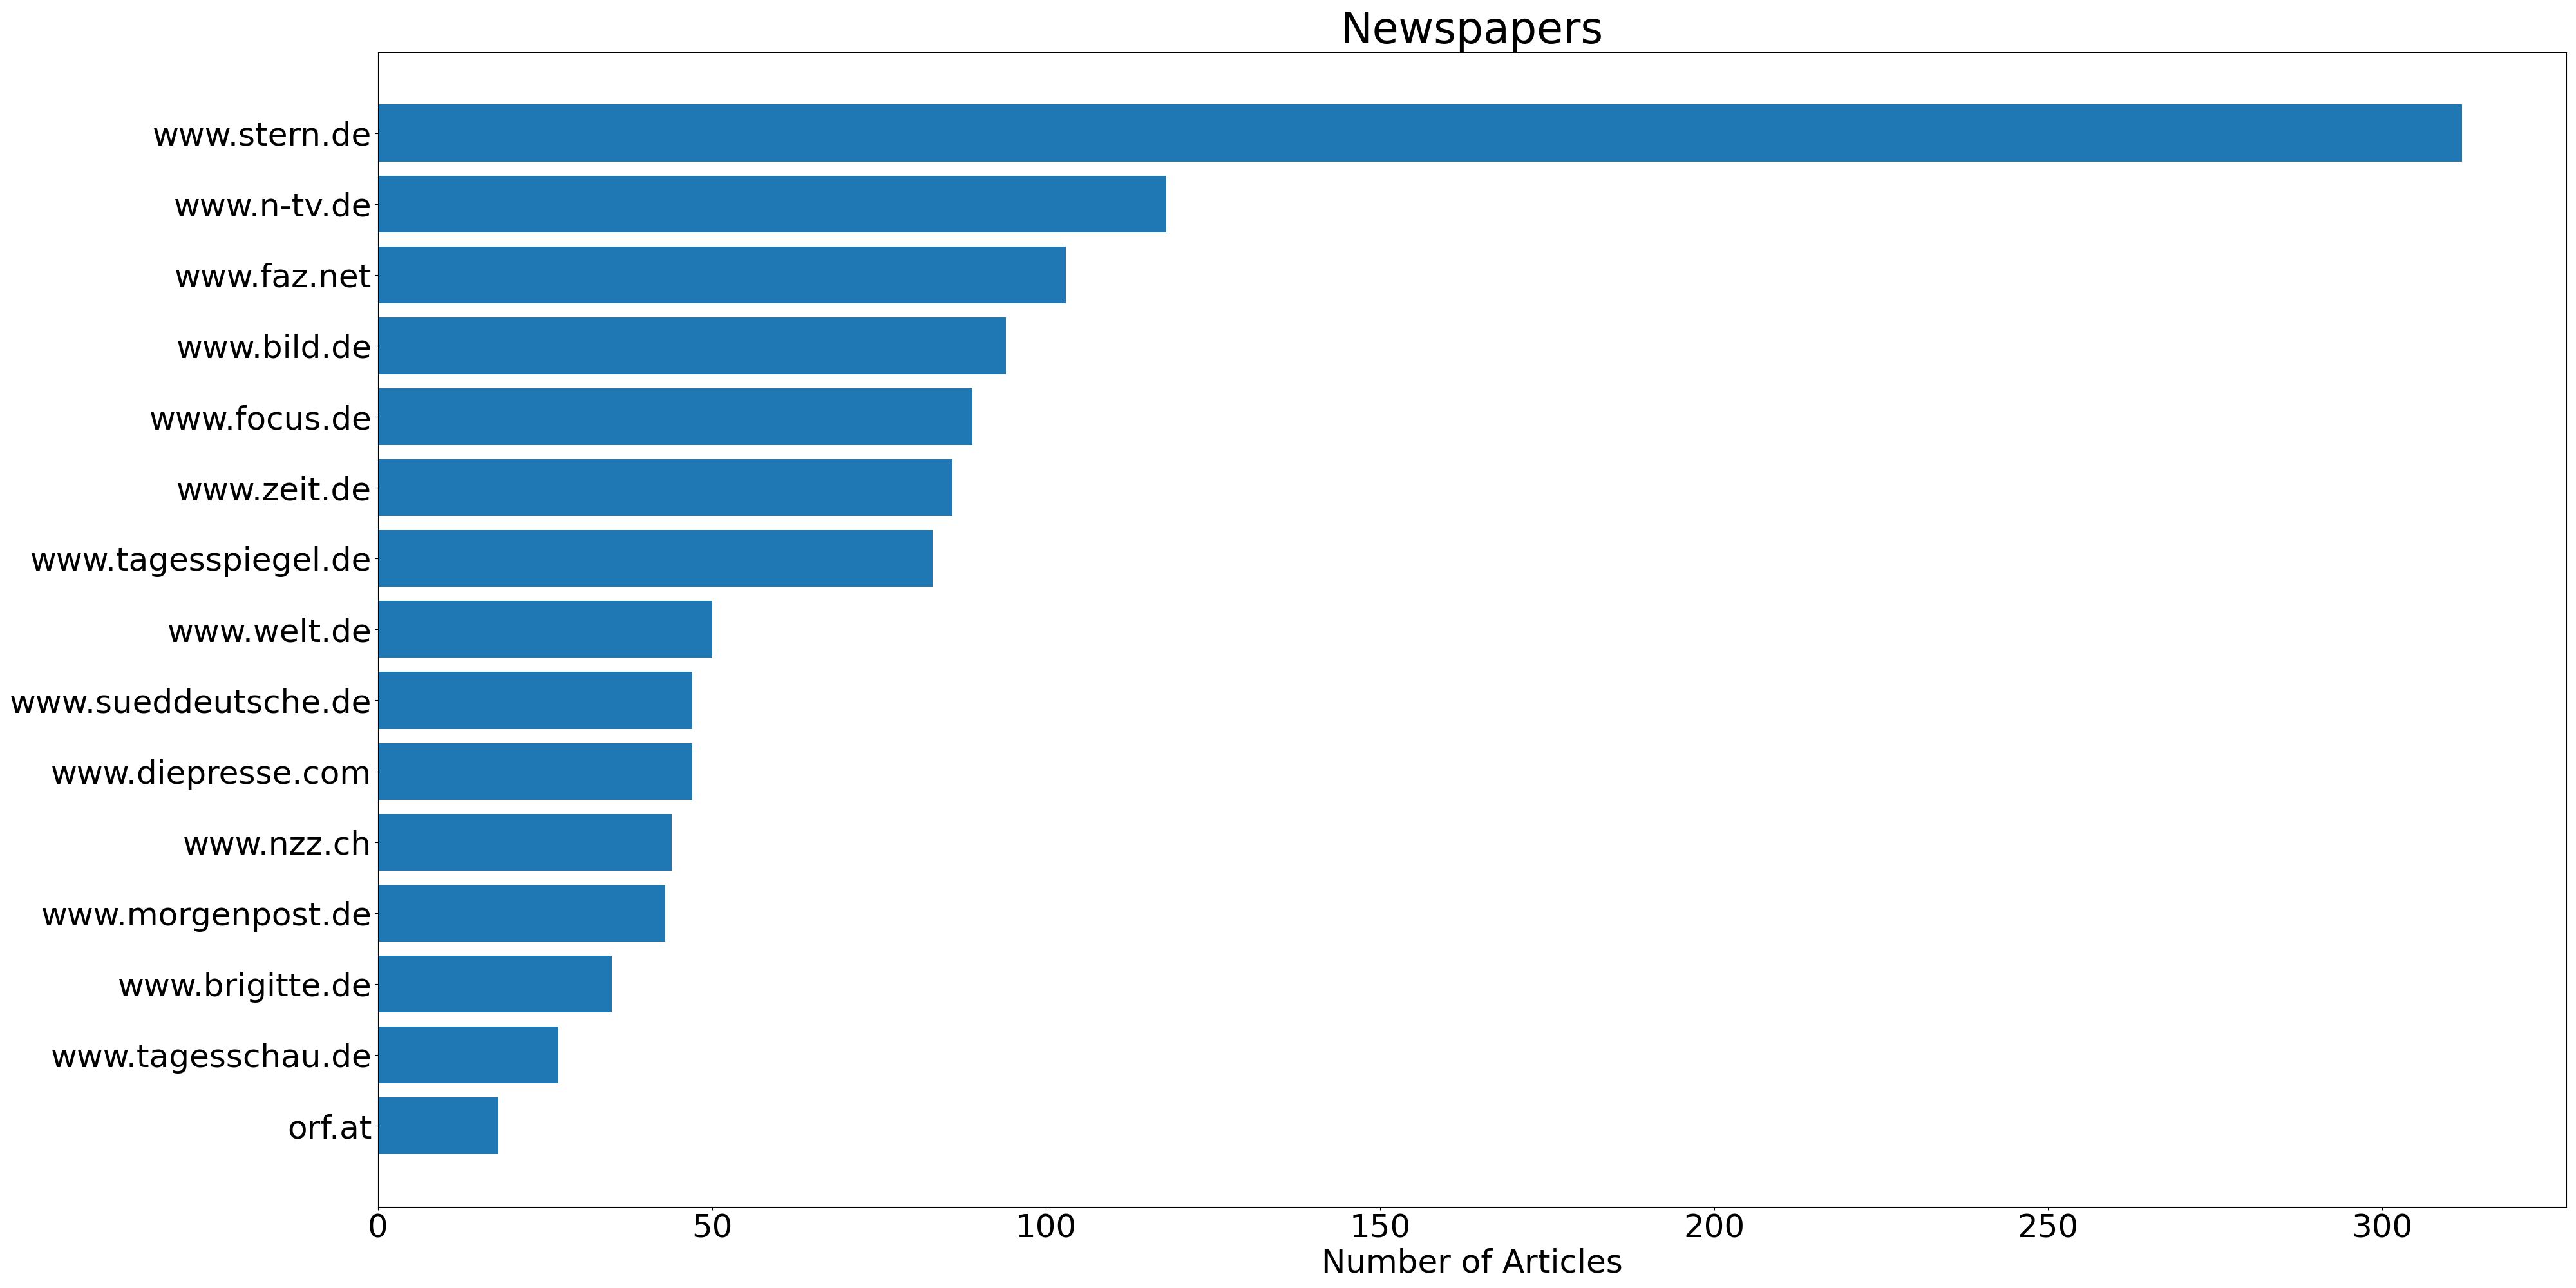 Newspapers
www.stern.de
www.n-tv.de
www.faz.net
www.bild.de
www.focus.de
www.zeit.de
www.tagesspiegel.de
www.welt.de
www.sueddeutsche.de
www.diepresse.com
www.nzz.ch
www.morgenpost.de
www.brigitte.de
www.tagesschau.de
orf.at
0 50 100 150 200 250 300
Number of Articles